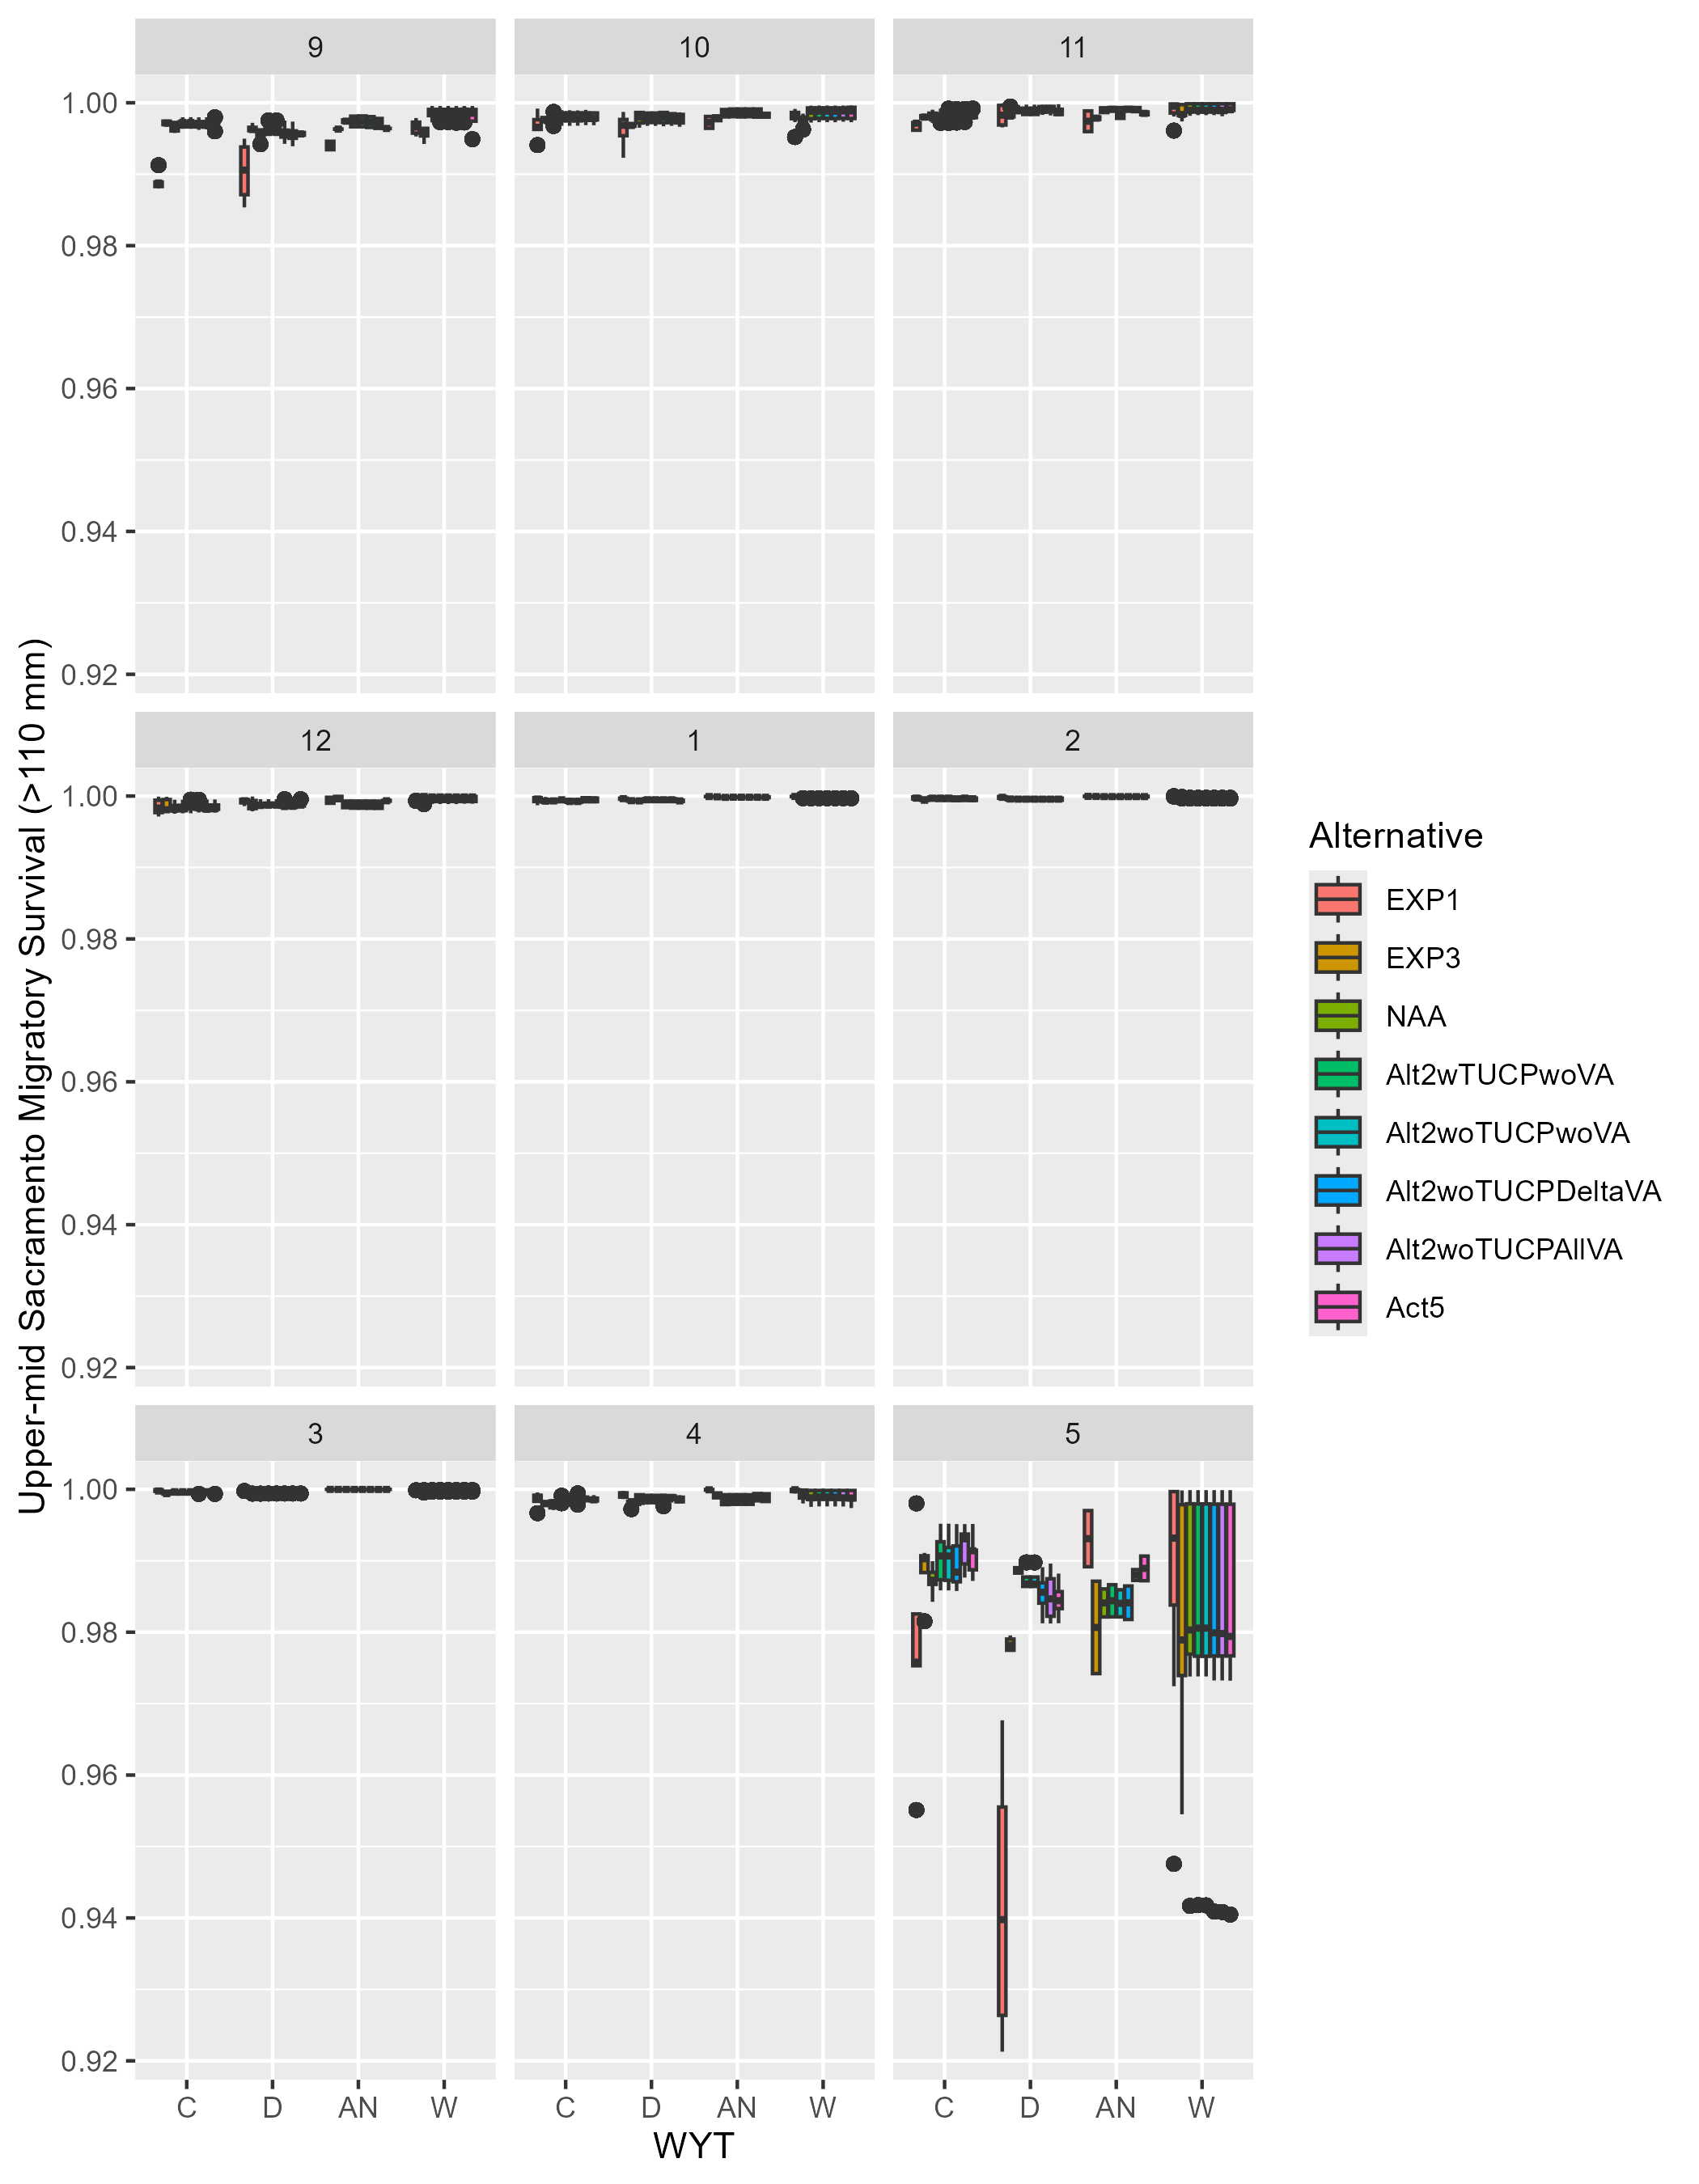 9 10 11
1.00
0.98
0.96
0.94
0.92
12 1 2
1.00
0.98
0.96
0.94
0.92
3 4 5
1.00
0.98
0.96
0.94
0.92
C D AN W C D AN W C D AN W
WYT
Upper-mid Sacramento Migratory Survival (>110 mm)
Alternative
EXP1
EXP3
NAA
Alt2wTUCPwoVA
Alt2woTUCPwoVA
Alt2woTUCPDeltaVA
Alt2woTUCPAllVA
Act5